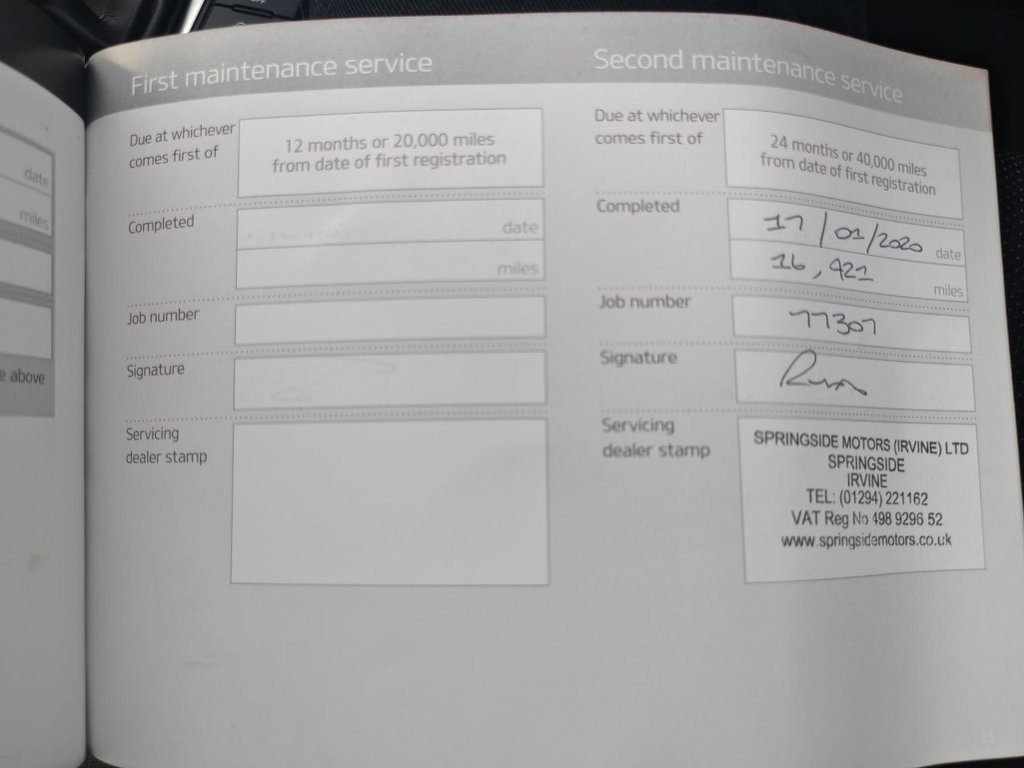 date
miles
e above
First maintenance service
Due at whichever
comes first of
12 months or 20,000 miles
from date of first registration
Completed
date
miles
Job number
Signature
Servicing
dealer stamp
Second maintenance service
Due at whichever
comes first of
24 months or 40,000 miles
from date of first registration
Completed
17/01/2020 date
16,421
miles
Job number
77307
Signature
Servicing
dealer stamp
SPRINGSIDE MOTORS (IRVINE) LTD
SPRINGSIDE
IRVINE
TEL: (01294) 221162
VAT Reg No 498 9296 52
www.springsidemotors.co.uk
15